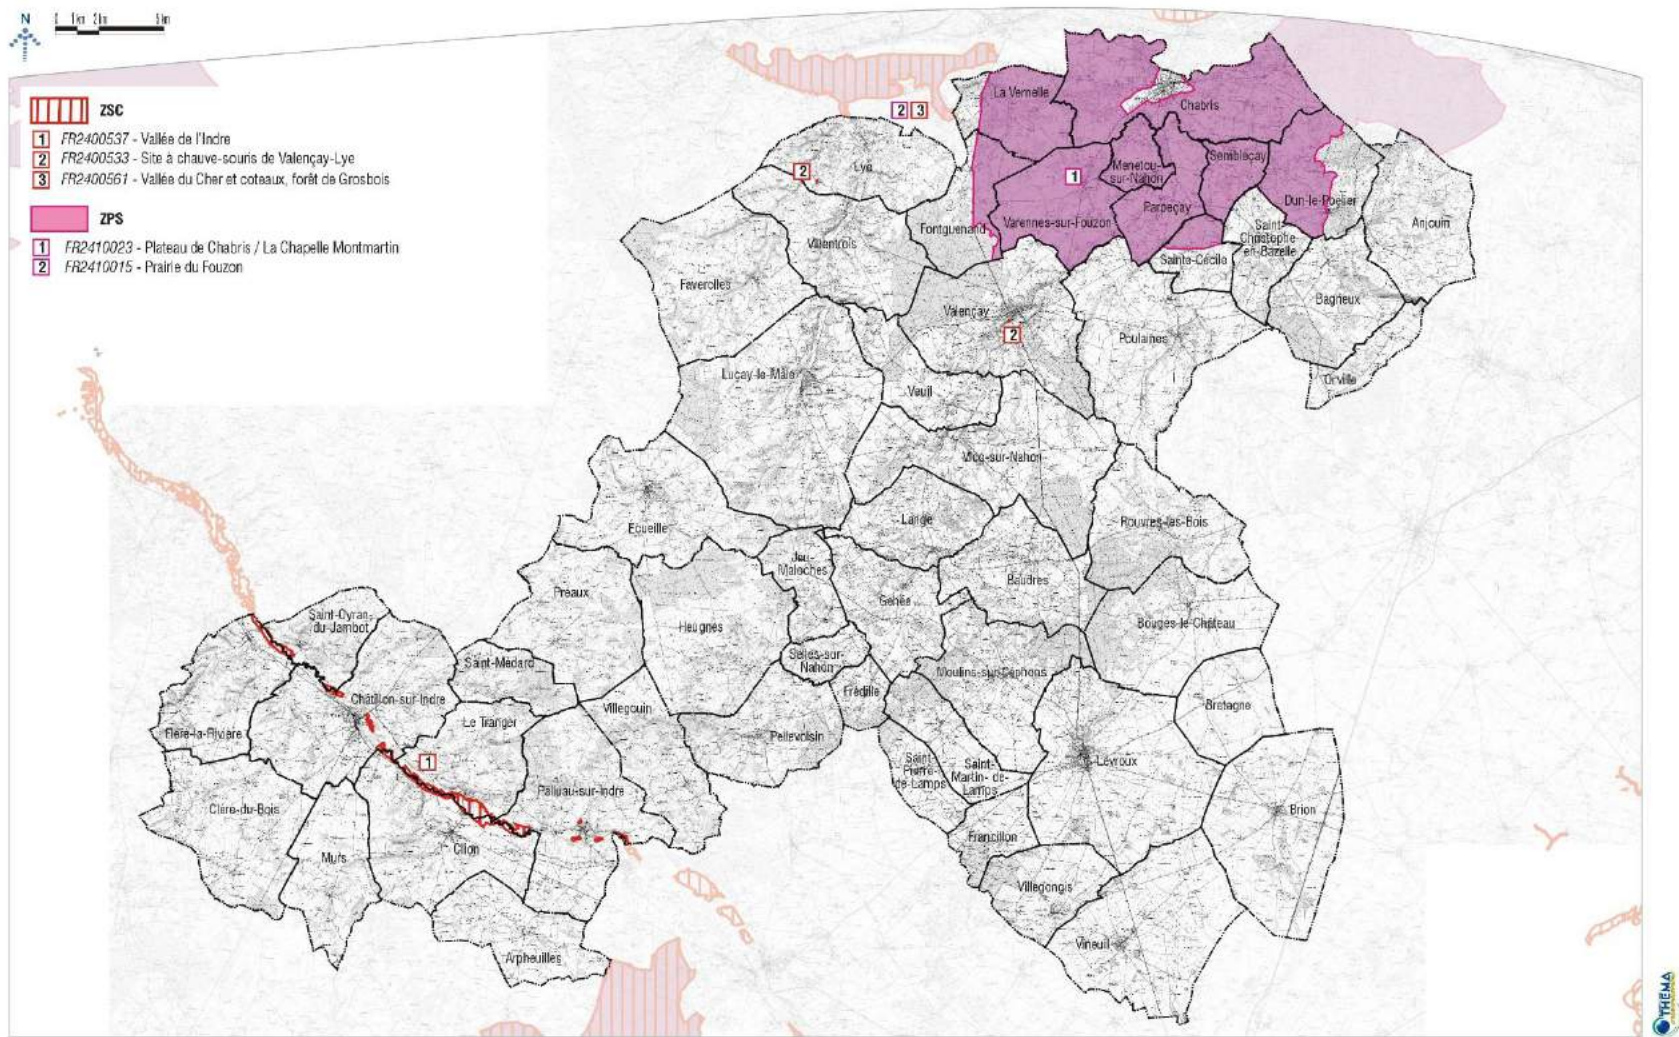 N
0 1km 2km 5km
ZSC
1 FR2400537 - Vallée de l'Indre
2 FR2400533 - Site à chauve-souris de Valençay-Lye
3 FR2400561 - Vallée du Cher et coteaux, forêt de Grosbois
ZPS
1 FR2410023 - Plateau de Chabris / La Chapelle Montmartin
2 FR2410015 - Prairie du Fouzon
La Vernelle
Chabris
2 3
Lye
2
Menetou-
sur-Nahon
Sembleçay
1
Parpeçay
Dun-le-Poëlier
Varennes-sur-Fouzon
Fontguenand
Saint-
Christophe-
en-Bazelle
Anjouin
Villentrois
Sainte-Cécile
Faverolles
Bagneux
Valençay
2
Poulaines
Luçay-le-Mâle
Veuil
Orville
Vicq-sur-Nahon
Ecueillé
Langé
Rouvres-les-Bois
Jeu-
Maloches
Baudres
Préaux
Gehée
Saint-Cyran-
du-Jambot
Heugnes
Bouges-le-Château
Selles-sur-
Nahon
Saint-Médard
Moulins-sur-Céphons
Châtillon-sur-Indre
Frédille
Villegouin
Bretagne
Le Tranger
Fléré-la-Rivière
Pellevoisin
1
Saint-
Pierre-
de-Lamps
Saint-
Martin-de-
Lamps
Levroux
Palluau-sur-Indre
Cléré-du-Bois
Brion
Francillon
Clion
Murs
Villegongis
Vineuil
Arpheuilles
THEMA